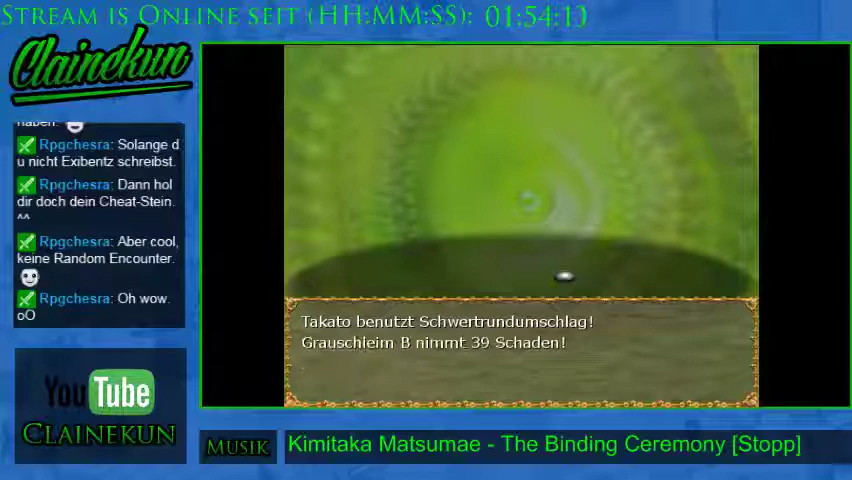 Stream is Online seit (HH:MM:SS): 01:54:13
Clainekun
haben.
Rpgchesra: Solange d
u nicht Exibentz schreibst.
Rpgchesra: Dann hol
dir doch dein Cheat-Stein.
^^
Rpgchesra: Aber cool,
keine Random Encounter.
Rpgchesra: Oh wow.
oO
Takato benutzt Schwertrundumschlag!
Grauschleim B nimmt 39 Schaden!
YouTube
Clainekun
Musik
Kimitaka Matsumae - The Binding Ceremony [Stopp]